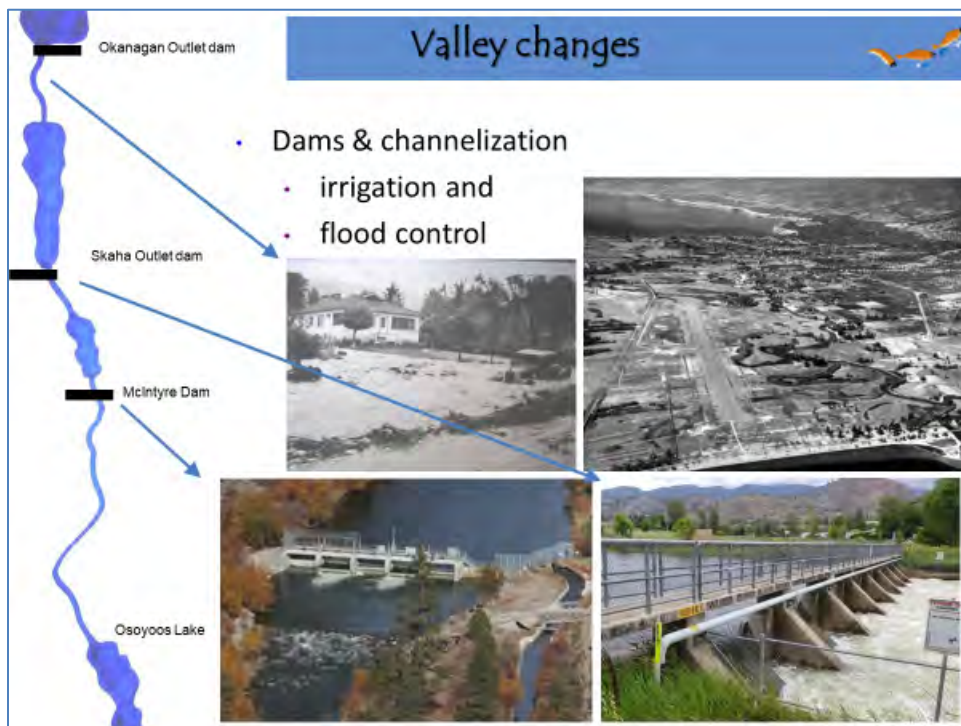 Okanagan Outlet dam
Valley changes
Dams & channelization
irrigation and
flood control
Skaha Outlet dam
McIntyre Dam
Osoyoos Lake